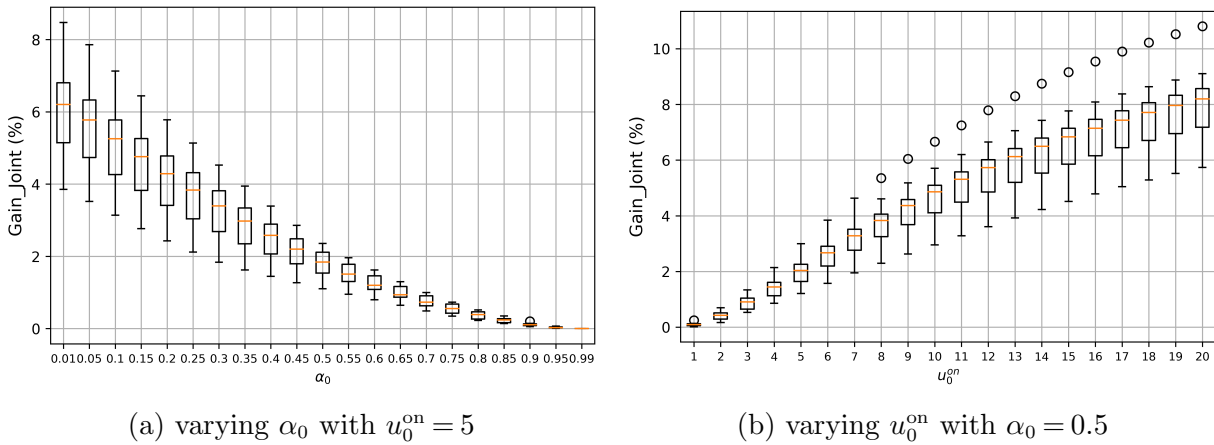 Gain_Joint (%)
8
6
4
2
0
0.01 0.05 0.1 0.15 0.2 0.25 0.3 0.35 0.4 0.45 0.5 0.55 0.6 0.65 0.7 0.75 0.8 0.85 0.9 0.95 0.99
α₀
(a) varying α₀ with u₀ᵒⁿ = 5
Gain_Joint (%)
10
8
6
4
2
0
1 2 3 4 5 6 7 8 9 10 11 12 13 14 15 16 17 18 19 20
u₀ᵒⁿ
(b) varying u₀ᵒⁿ with α₀ = 0.5